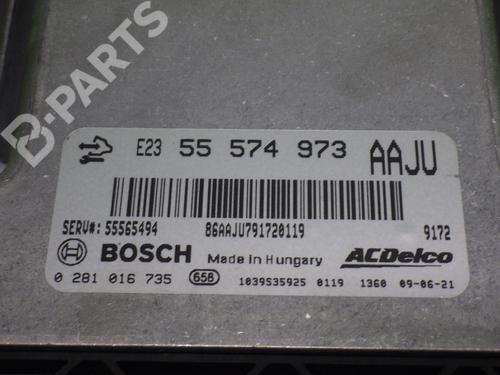 B-PARTS
E23 55 574 973 AAJU
SERV#: 55565494 86AAJU791720119 9172
BOSCH Made in Hungary ACDelco
0 281 016 735 658 1039S35925 0119 1360 09-06-21